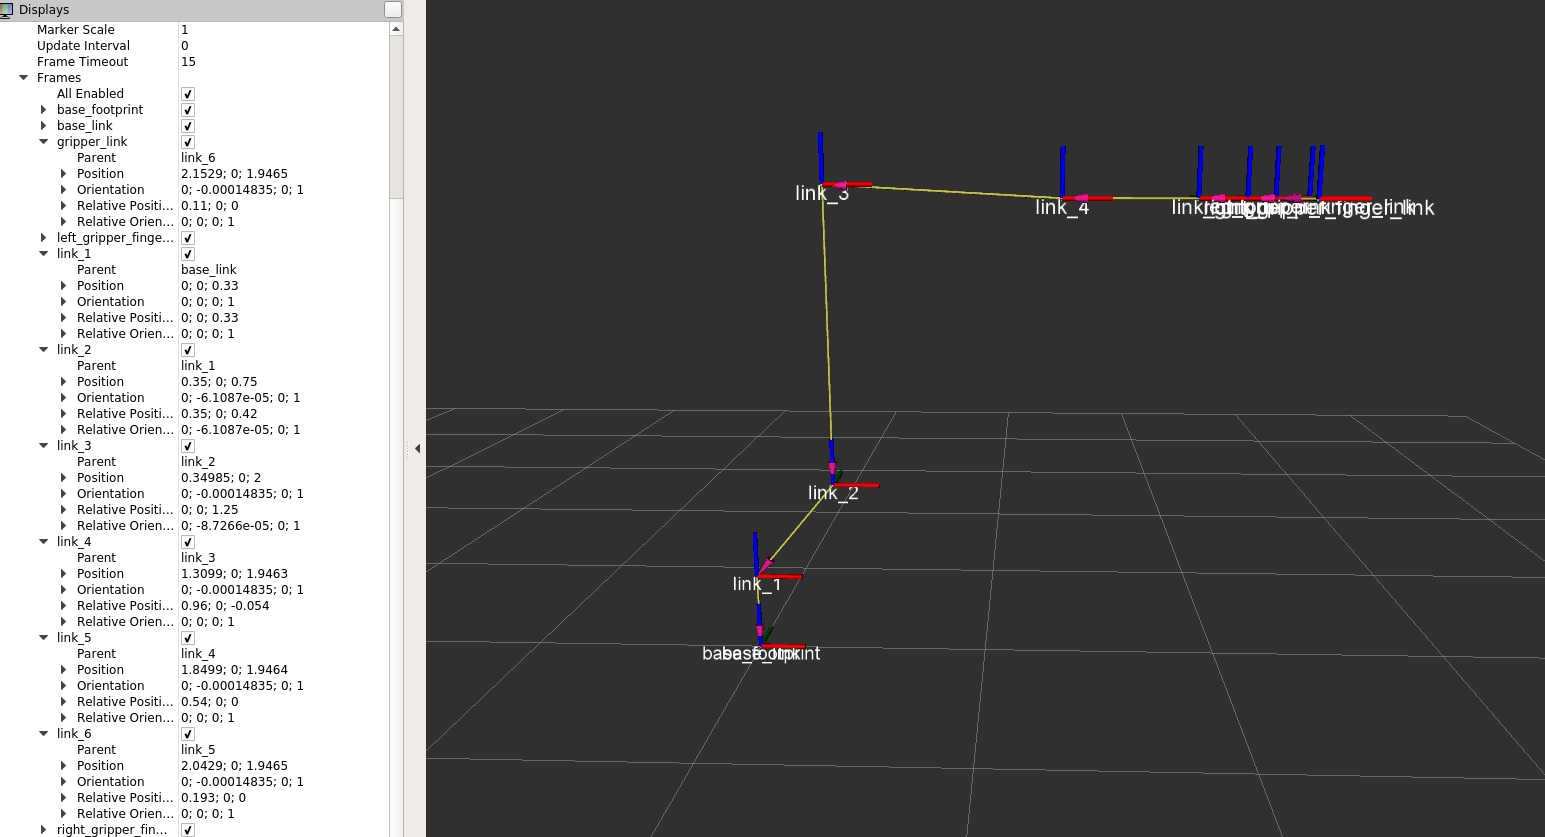 Displays
Marker Scale 1
Update Interval 0
Frame Timeout 15
Frames
All Enabled
base_footprint
base_link
gripper_link
Parent link_6
Position 2.1529; 0; 1.9465
Orientation 0; -0.00014835; 0; 1
Relative Positi... 0.11; 0; 0
Relative Orien... 0; 0; 0; 1
left_gripper_finge...
link_1
Parent base_link
Position 0; 0; 0.33
Orientation 0; 0; 0; 1
Relative Positi... 0; 0; 0.33
Relative Orien... 0; 0; 0; 1
link_2
Parent link_1
Position 0.35; 0; 0.75
Orientation 0; -6.1087e-05; 0; 1
Relative Positi... 0.35; 0; 0.42
Relative Orien... 0; -6.1087e-05; 0; 1
link_3
Parent link_2
Position 0.34985; 0; 2
Orientation 0; -0.00014835; 0; 1
Relative Positi... 0; 0; 1.25
Relative Orien... 0; -8.7266e-05; 0; 1
link_4
Parent link_3
Position 1.3099; 0; 1.9463
Orientation 0; -0.00014835; 0; 1
Relative Positi... 0.96; 0; -0.054
Relative Orien... 0; 0; 0; 1
link_5
Parent link_4
Position 1.8499; 0; 1.9464
Orientation 0; -0.00014835; 0; 1
Relative Positi... 0.54; 0; 0
Relative Orien... 0; 0; 0; 1
link_6
Parent link_5
Position 2.0429; 0; 1.9465
Orientation 0; -0.00014835; 0; 1
Relative Positi... 0.193; 0; 0
Relative Orien... 0; 0; 0; 1
right_gripper_fin...
link_3
link_4
link_2
link_1